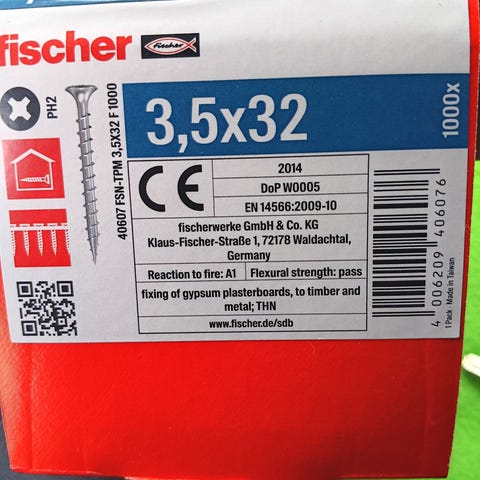 fischer
fischer
PH2
40607 FSN-TPM 3,5X32 F 1000
3,5x32
1000x
CE
2014
DoP W0005
EN 14566:2009-10
fischerwerke GmbH & Co. KG
Klaus-Fischer-Straße 1, 72178 Waldachtal,
Germany
Reaction to fire: A1
Flexural strength: pass
fixing of gypsum plasterboards, to timber and
metal; THN
www.fischer.de/sdb
4 006209 406076
1 Pack - Made in Taiwan